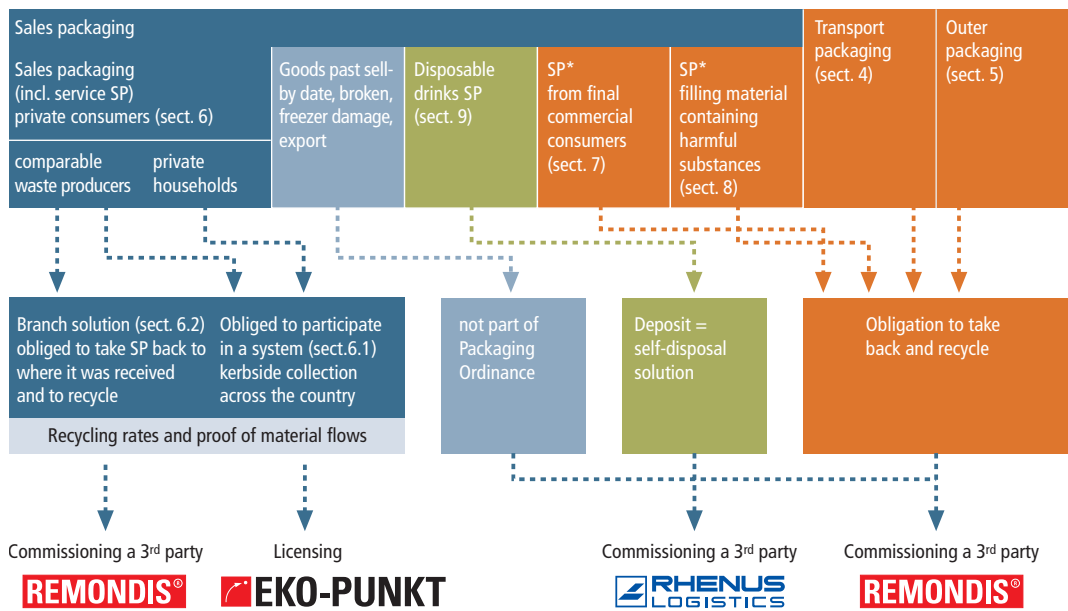 Sales packaging
Sales packaging
(incl. service SP)
private consumers (sect. 6)
comparable
waste producers
private
households
Goods past sell-
by date, broken,
freezer damage,
export
Disposable
drinks SP
(sect. 9)
SP*
from final
commercial
consumers
(sect. 7)
SP*
filling material
containing
harmful
substances
(sect. 8)
Transport
packaging
(sect. 4)
Outer
packaging
(sect. 5)
Branch solution (sect. 6.2)
obliged to take SP back to
where it was received
and to recycle
Obliged to participate
in a system (sect.6.1)
kerbside collection
across the country
Recycling rates and proof of material flows
not part of
Packaging
Ordinance
Deposit =
self-disposal
solution
Obligation to take
back and recycle
Commissioning a 3rd party
REMONDIS®
Licensing
EKO-PUNKT
Commissioning a 3rd party
RHENUS
LOGISTICS
Commissioning a 3rd party
REMONDIS®